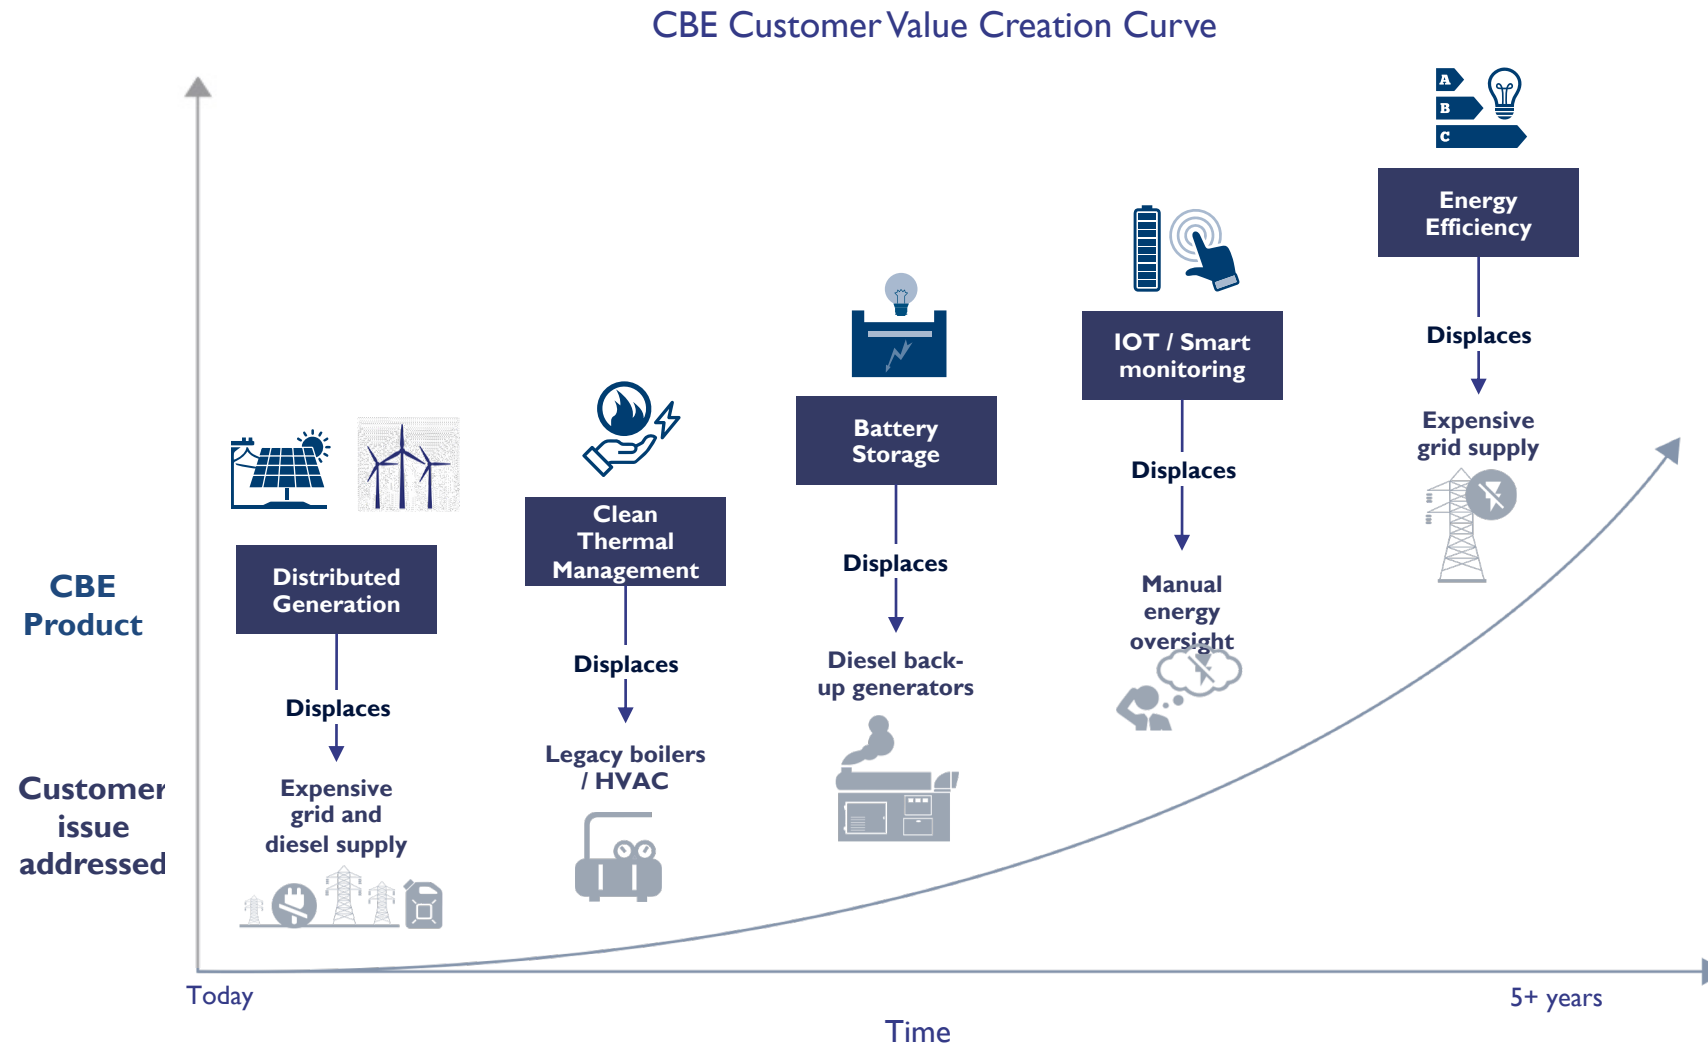 CBE Customer Value Creation Curve
A
B
C
Energy
Efficiency
Displaces
Expensive
grid supply
IOT / Smart
monitoring
Displaces
Manual
energy
oversight
Battery
Storage
Displaces
Diesel back-
up generators
Clean
Thermal
Management
Displaces
Legacy boilers
/ HVAC
Distributed
Generation
Displaces
Expensive
grid and
diesel supply
CBE
Product
Customer
issue
addressed
Today
5+ years
Time